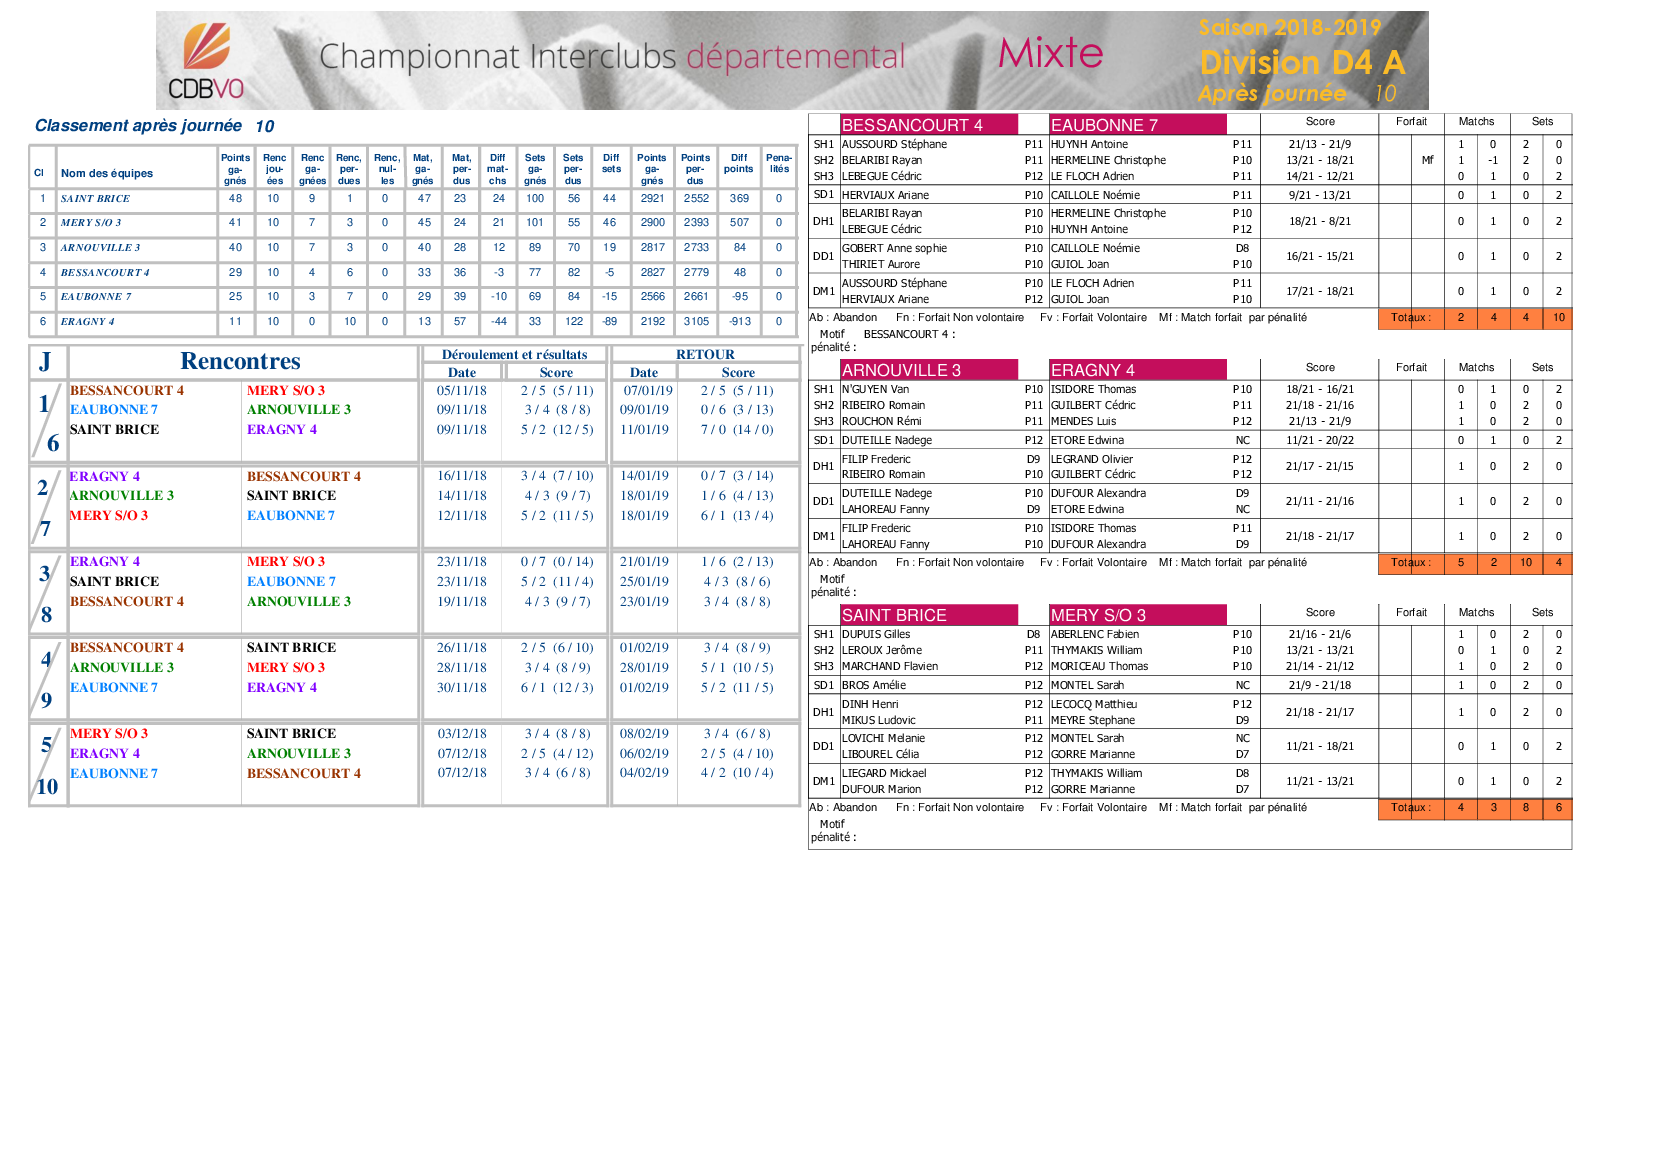 CDBVO
Championnat Interclubs départemental Mixte
Saison 2018-2019
Division D4 A
Après journée 10
Classement après journée 10
Cl Nom des équipes Points ga-gnés Renc jou-ées Renc ga-gnées Renc, per-dues Renc, nul-les Mat, ga-gnés Mat, per-dus Diff mat-chs Sets ga-gnés Sets per-dus Diff sets Points ga-gnés Points per-dus Diff points Pena-lités
1 SAINT BRICE 48 10 9 1 0 47 23 24 100 56 44 2921 2552 369 0
2 MERY S/O 3 41 10 7 3 0 45 24 21 101 55 46 2900 2393 507 0
3 ARNOUVILLE 3 40 10 7 3 0 40 28 12 89 70 19 2817 2733 84 0
4 BESSANCOURT 4 29 10 4 6 0 33 36 -3 77 82 -5 2827 2779 48 0
5 EAUBONNE 7 25 10 3 7 0 29 39 -10 69 84 -15 2566 2661 -95 0
6 ERAGNY 4 11 10 0 10 0 13 57 -44 33 122 -89 2192 3105 -913 0
J Rencontres Déroulement et résultats RETOUR
Date Score Date Score
1/6
BESSANCOURT 4 MERY S/O 3 05/11/18 2 / 5 (5 / 11) 07/01/19 2 / 5 (5 / 11)
EAUBONNE 7 ARNOUVILLE 3 09/11/18 3 / 4 (8 / 8) 09/01/19 0 / 6 (3 / 13)
SAINT BRICE ERAGNY 4 09/11/18 5 / 2 (12 / 5) 11/01/19 7 / 0 (14 / 0)
2/7
ERAGNY 4 BESSANCOURT 4 16/11/18 3 / 4 (7 / 10) 14/01/19 0 / 7 (3 / 14)
ARNOUVILLE 3 SAINT BRICE 14/11/18 4 / 3 (9 / 7) 18/01/19 1 / 6 (4 / 13)
MERY S/O 3 EAUBONNE 7 12/11/18 5 / 2 (11 / 5) 18/01/19 6 / 1 (13 / 4)
3/8
ERAGNY 4 MERY S/O 3 23/11/18 0 / 7 (0 / 14) 21/01/19 1 / 6 (2 / 13)
SAINT BRICE EAUBONNE 7 23/11/18 5 / 2 (11 / 4) 25/01/19 4 / 3 (8 / 6)
BESSANCOURT 4 ARNOUVILLE 3 19/11/18 4 / 3 (9 / 7) 23/01/19 3 / 4 (8 / 8)
4/9
BESSANCOURT 4 SAINT BRICE 26/11/18 2 / 5 (6 / 10) 01/02/19 3 / 4 (8 / 9)
ARNOUVILLE 3 MERY S/O 3 28/11/18 3 / 4 (8 / 9) 28/01/19 5 / 1 (10 / 5)
EAUBONNE 7 ERAGNY 4 30/11/18 6 / 1 (12 / 3) 01/02/19 5 / 2 (11 / 5)
5/10
MERY S/O 3 SAINT BRICE 03/12/18 3 / 4 (8 / 8) 08/02/19 3 / 4 (6 / 8)
ERAGNY 4 ARNOUVILLE 3 07/12/18 2 / 5 (4 / 12) 06/02/19 2 / 5 (4 / 10)
EAUBONNE 7 BESSANCOURT 4 07/12/18 3 / 4 (6 / 8) 04/02/19 4 / 2 (10 / 4)
BESSANCOURT 4 EAUBONNE 7 Score Forfait Matchs Sets
SH1 AUSSOURD Stéphane P11 HUYNH Antoine P11 21/13 - 21/9 1 0 2 0
SH2 BELARIBI Rayan P11 HERMELINE Christophe P10 13/21 - 18/21 Mf 1 -1 2 0
SH3 LEBEGUE Cédric P12 LE FLOCH Adrien P11 14/21 - 12/21 0 1 0 2
SD1 HERVIAUX Ariane P10 CAILLOLE Noémie P11 9/21 - 13/21 0 1 0 2
DH1 BELARIBI Rayan P10 HERMELINE Christophe P10 18/21 - 8/21 0 1 0 2
LEBEGUE Cédric P10 HUYNH Antoine P12
DD1 GOBERT Anne sophie P10 CAILLOLE Noémie D8 16/21 - 15/21 0 1 0 2
THIRIET Aurore P10 GUIOL Joan P10
DM1 AUSSOURD Stéphane P10 LE FLOCH Adrien P11 17/21 - 18/21 0 1 0 2
HERVIAUX Ariane P12 GUIOL Joan P10
Ab : Abandon Fn : Forfait Non volontaire Fv : Forfait Volontaire Mf : Match forfait par pénalité Totaux : 2 4 4 10
Motif pénalité : BESSANCOURT 4 :
ARNOUVILLE 3 ERAGNY 4 Score Forfait Matchs Sets
SH1 N'GUYEN Van P10 ISIDORE Thomas P10 18/21 - 16/21 0 1 0 2
SH2 RIBEIRO Romain P11 GUILBERT Cédric P11 21/18 - 21/16 1 0 2 0
SH3 ROUCHON Rémi P11 MENDES Luis P12 21/13 - 21/9 1 0 2 0
SD1 DUTEILLE Nadege P12 ETORE Edwina NC 11/21 - 20/22 0 1 0 2
DH1 FILIP Frederic D9 LEGRAND Olivier P12 21/17 - 21/15 1 0 2 0
RIBEIRO Romain P10 GUILBERT Cédric P12
DD1 DUTEILLE Nadege P10 DUFOUR Alexandra D9 21/11 - 21/16 1 0 2 0
LAHOREAU Fanny D9 ETORE Edwina NC
DM1 FILIP Frederic P10 ISIDORE Thomas P11 21/18 - 21/17 1 0 2 0
LAHOREAU Fanny P10 DUFOUR Alexandra D9
Ab : Abandon Fn : Forfait Non volontaire Fv : Forfait Volontaire Mf : Match forfait par pénalité Totaux : 5 2 10 4
Motif pénalité :
SAINT BRICE MERY S/O 3 Score Forfait Matchs Sets
SH1 DUPUIS Gilles D8 ABERLENC Fabien P10 21/16 - 21/6 1 0 2 0
SH2 LEROUX Jerôme P11 THYMAKIS William P10 13/21 - 13/21 0 1 0 2
SH3 MARCHAND Flavien P12 MORICEAU Thomas P10 21/14 - 21/12 1 0 2 0
SD1 BROS Amélie P12 MONTEL Sarah NC 21/9 - 21/18 1 0 2 0
DH1 DINH Henri P12 LECOCQ Matthieu P12 21/18 - 21/17 1 0 2 0
MIKUS Ludovic P11 MEYRE Stephane D9
DD1 LOVICHI Melanie P12 MONTEL Sarah NC 11/21 - 18/21 0 1 0 2
LIBOUREL Célia P12 GORRE Marianne D7
DM1 LIEGARD Mickael P12 THYMAKIS William D8 11/21 - 13/21 0 1 0 2
DUFOUR Marion P12 GORRE Marianne D7
Ab : Abandon Fn : Forfait Non volontaire Fv : Forfait Volontaire Mf : Match forfait par pénalité Totaux : 4 3 8 6
Motif pénalité :